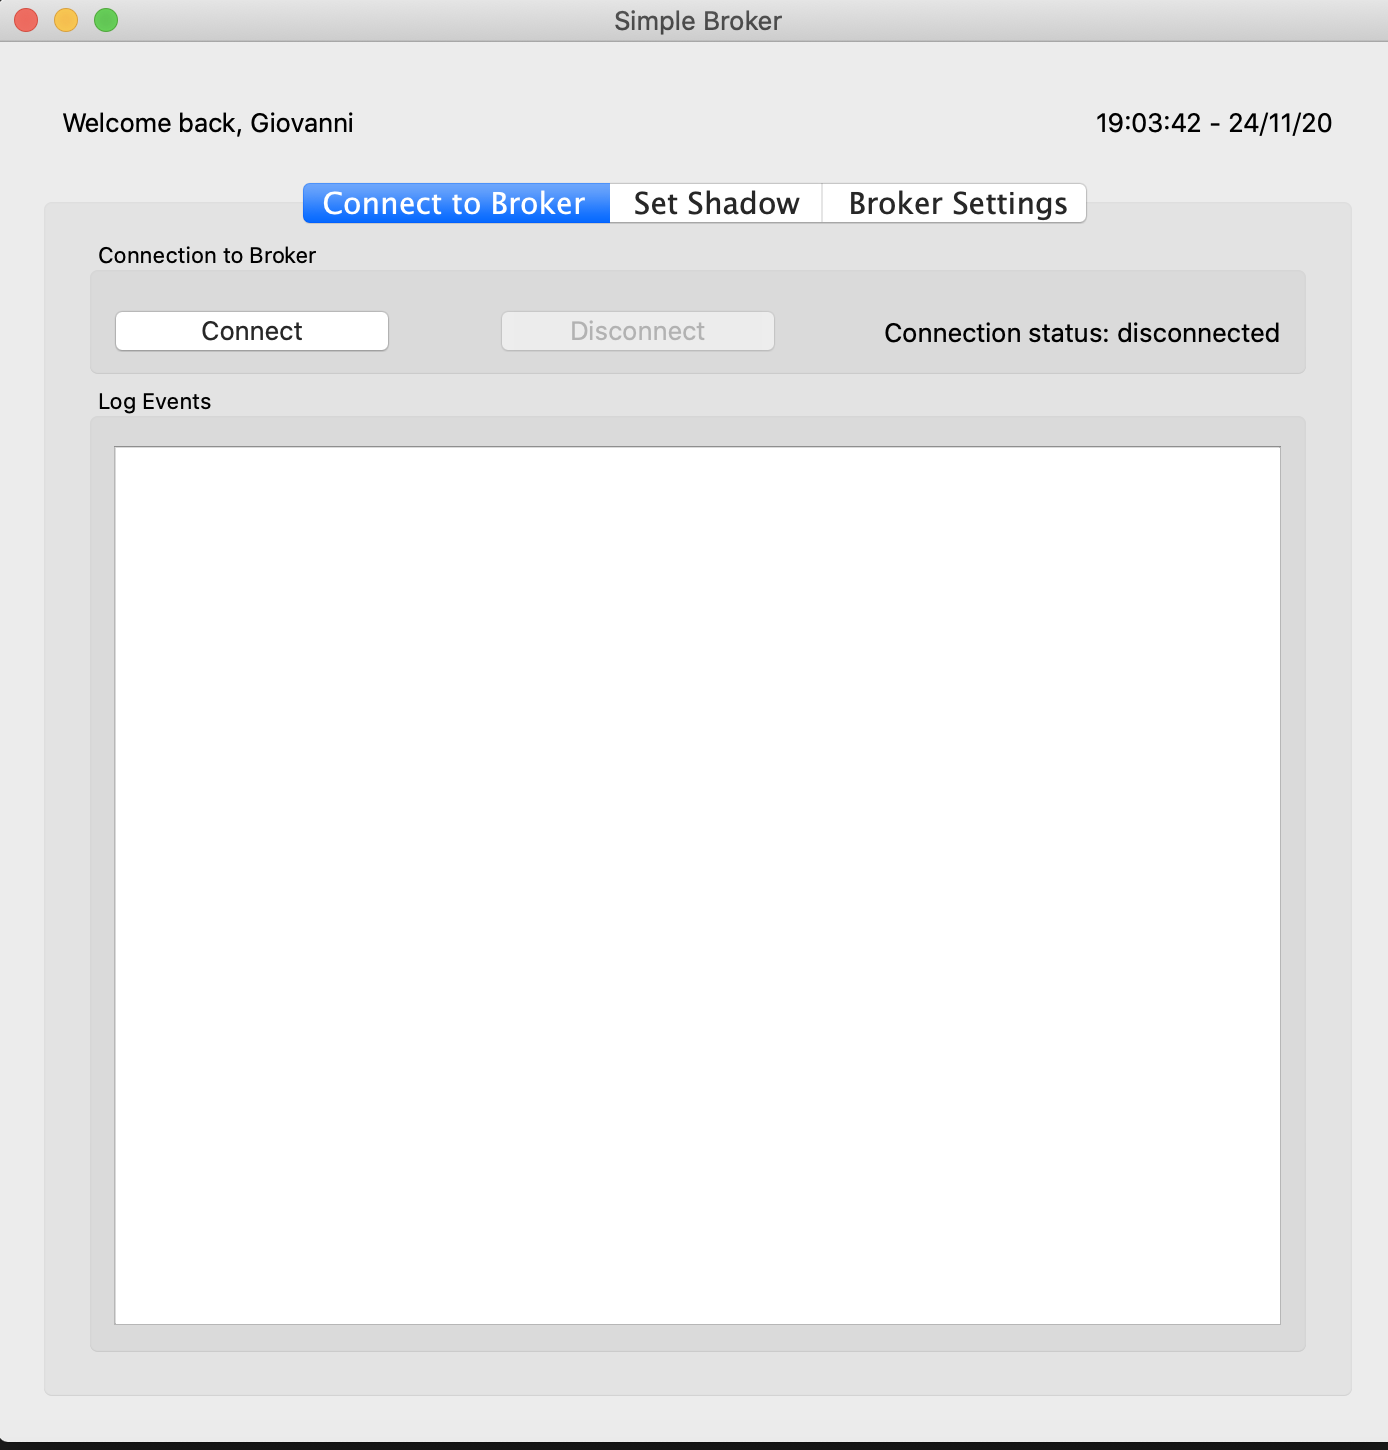 Simple Broker
Welcome back, Giovanni
19:03:42 - 24/11/20
Connect to Broker
Set Shadow
Broker Settings
Connection to Broker
Connect
Disconnect
Connection status: disconnected
Log Events